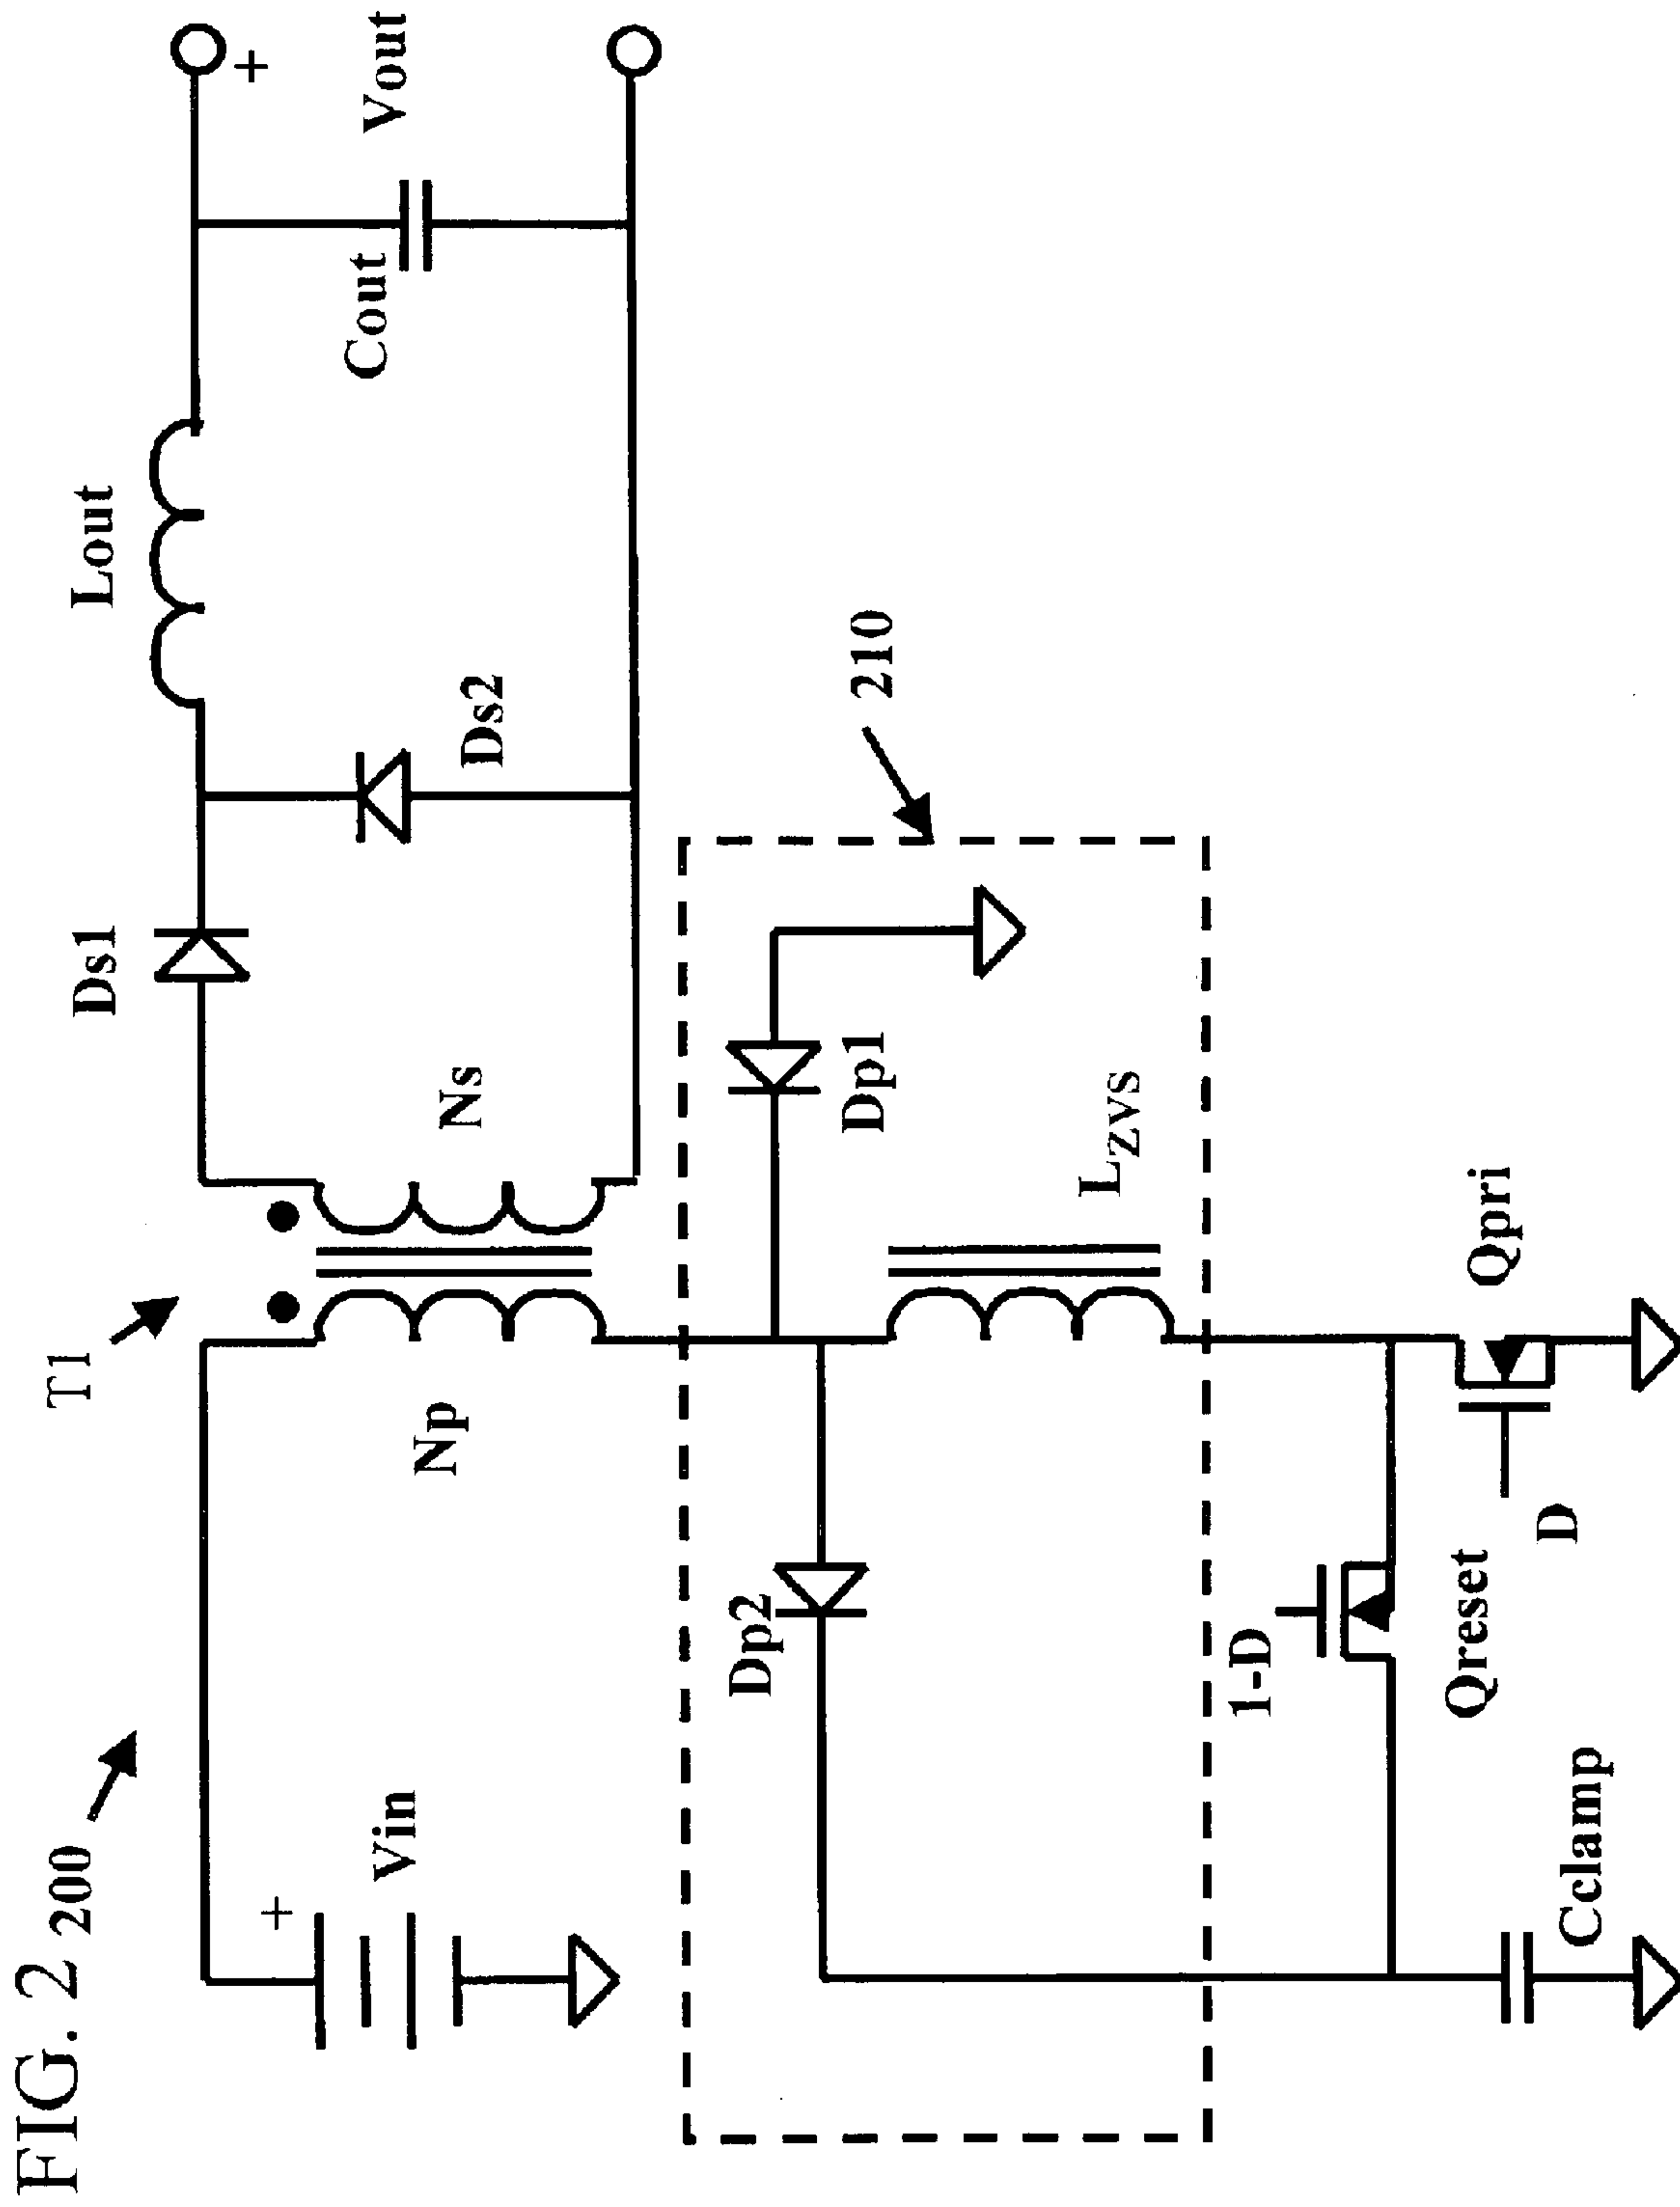 FIG. 2
200
T1
Ds1
Lout
+
Vin
+
Np
Ns
Ds2
Cout
Vout
210
Dp2
Dp1
LZVS
1-D
Qreset
D
Qpri
Cclamp